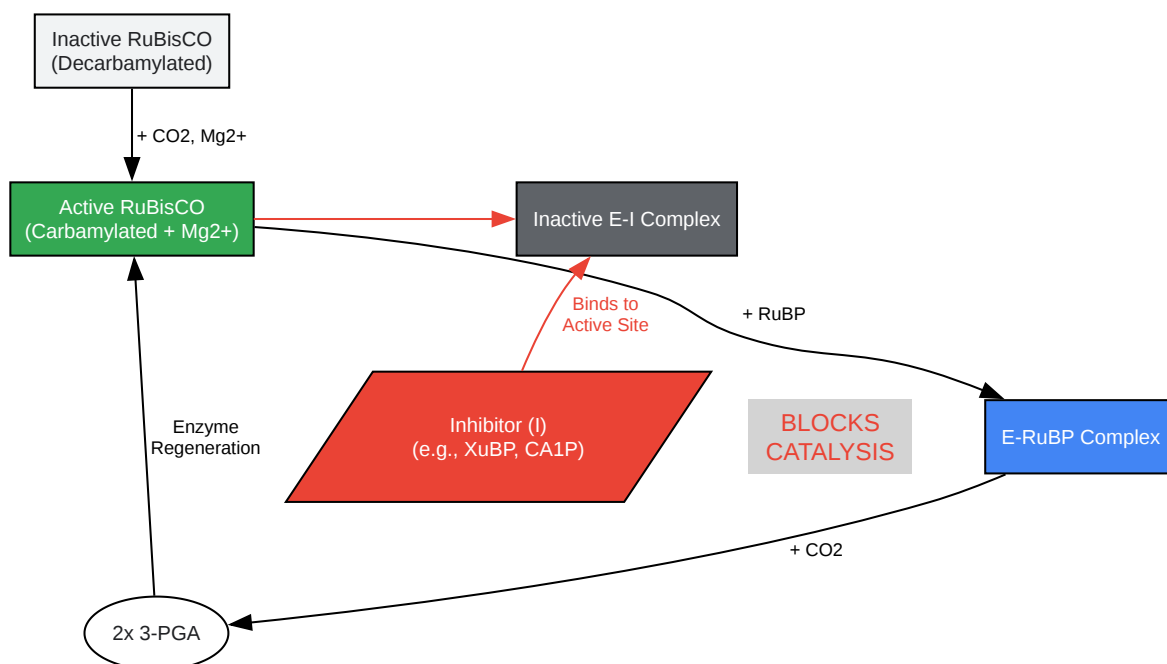 Inactive RuBisCO
(Decarbamylated)
+ CO2, Mg2+
Active RuBisCO
(Carbamylated + Mg2+)
Inactive E-I Complex
Binds to
Active Site
+ RuBP
Inhibitor (I)
(e.g., XuBP, CA1P)
BLOCKS
CATALYSIS
E-RuBP Complex
Enzyme
Regeneration
+ CO2
2x 3-PGA